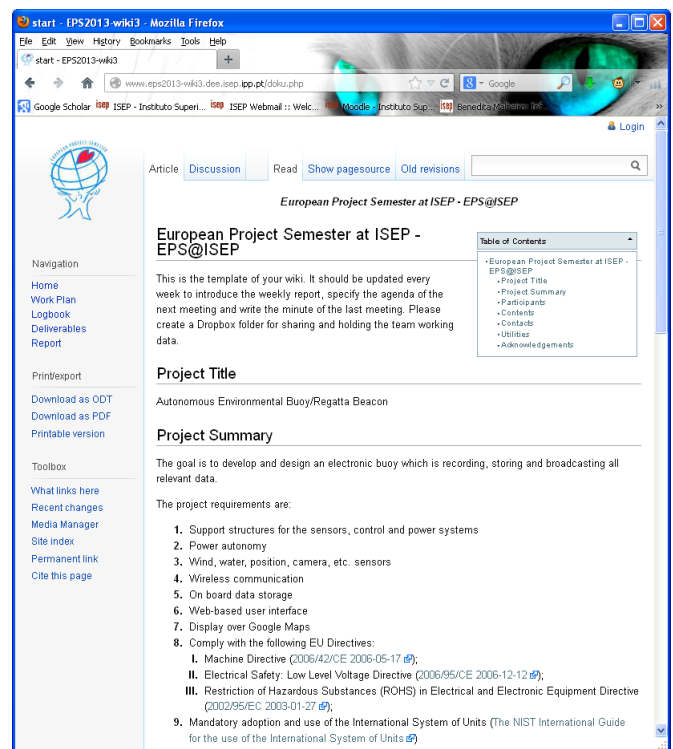 start - EPS2013-wiki3 - Mozilla Firefox
File Edit View History Bookmarks Tools Help
start - EPS2013-wiki3
www.eps2013-wiki3.dee.isep.ipp.pt/doku.php
Google
Google Scholar
isep ISEP - Instituto Superi...
isep ISEP Webmail :: Welc...
Moodle - Instituto Sup...
isep Benedita Malheiro: Inf...
Login
EUROPEAN PROJECT SEMESTER
Article Discussion Read Show pagesource Old revisions
European Project Semester at ISEP - EPS@ISEP
Navigation
Home
Work Plan
Logbook
Deliverables
Report
Print/export
Download as ODT
Download as PDF
Printable version
Toolbox
What links here
Recent changes
Media Manager
Site index
Permanent link
Cite this page
European Project Semester at ISEP -
EPS@ISEP
This is the template of your wiki. It should be updated every
week to introduce the weekly report, specify the agenda of the
next meeting and write the minute of the last meeting. Please
create a Dropbox folder for sharing and holding the team working
data.
Table of Contents
European Project Semester at ISEP -
EPS@ISEP
Project Title
Project Summary
Participants
Contents
Contacts
Utilities
Acknowledgements
Project Title
Autonomous Environmental Buoy/Regatta Beacon
Project Summary
The goal is to develop and design an electronic buoy which is recording, storing and broadcasting all
relevant data.
The project requirements are:
1. Support structures for the sensors, control and power systems
2. Power autonomy
3. Wind, water, position, camera, etc. sensors
4. Wireless communication
5. On board data storage
6. Web-based user interface
7. Display over Google Maps
8. Comply with the following EU Directives:
I. Machine Directive (2006/42/CE 2006-05-17);
II. Electrical Safety: Low Level Voltage Directive (2006/95/CE 2006-12-12);
III. Restriction of Hazardous Substances (ROHS) in Electrical and Electronic Equipment Directive
(2002/95/EC 2003-01-27);
9. Mandatory adoption and use of the International System of Units (The NIST International Guide
for the use of the International System of Units)